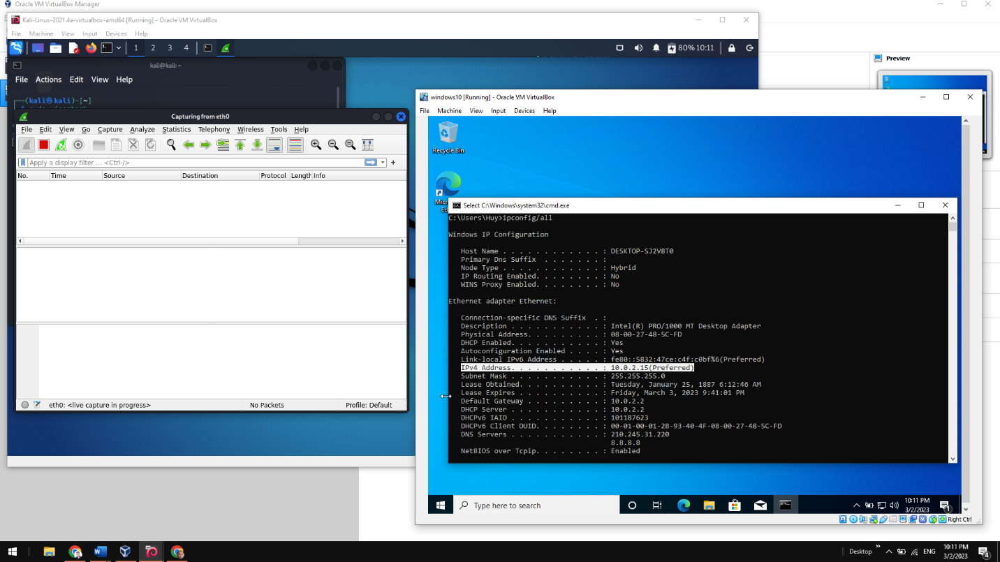 Oracle VM VirtualBox Manager
Kali-Linux-2021.4a-virtualbox-amd64 [Running] - Oracle VM VirtualBox
File Machine View Input Devices Help
1 2 3 4
80% 10:11
Preview
kali@kali: ~
File Actions Edit View Help
(kali㉿kali)-[~]
Capturing from eth0
File Edit View Go Capture Analyze Statistics Telephony Wireless Tools Help
Apply a display filter ... <Ctrl-/>
No. Time Source Destination Protocol Length Info
eth0: <live capture in progress> No Packets Profile: Default
windows10 [Running] - Oracle VM VirtualBox
File Machine View Input Devices Help
Recycle Bin
Select C:\Windows\system32\cmd.exe
C:\Users\Huy>ipconfig/all
Windows IP Configuration
Host Name . . . . . . . . . . . . : DESKTOP-SJ2V8T0
Primary Dns Suffix . . . . . . . :
Node Type . . . . . . . . . . . . : Hybrid
IP Routing Enabled. . . . . . . . : No
WINS Proxy Enabled. . . . . . . . : No
Ethernet adapter Ethernet:
Connection-specific DNS Suffix . :
Description . . . . . . . . . . . : Intel(R) PRO/1000 MT Desktop Adapter
Physical Address. . . . . . . . . : 08-00-27-48-5C-FD
DHCP Enabled. . . . . . . . . . . : Yes
Autoconfiguration Enabled . . . . : Yes
Link-local IPv6 Address . . . . . : fe80::5832:47ce:c4f:c0bf%6(Preferred)
IPv4 Address. . . . . . . . . . . : 10.0.2.15(Preferred)
Subnet Mask . . . . . . . . . . . : 255.255.255.0
Lease Obtained. . . . . . . . . . : Tuesday, January 25, 1887 6:12:46 AM
Lease Expires . . . . . . . . . . : Friday, March 3, 2023 9:41:01 PM
Default Gateway . . . . . . . . . : 10.0.2.2
DHCP Server . . . . . . . . . . . : 10.0.2.2
DHCPv6 IAID . . . . . . . . . . . : 101187623
DHCPv6 Client DUID. . . . . . . . : 00-01-00-01-2B-93-40-4F-08-00-27-48-5C-FD
DNS Servers . . . . . . . . . . . : 210.245.31.220
8.8.8.8
NetBIOS over Tcpip. . . . . . . . : Enabled
Type here to search
10:11 PM
3/2/2023
1
Right Ctrl
Desktop
ENG
10:11 PM
3/2/2023
4